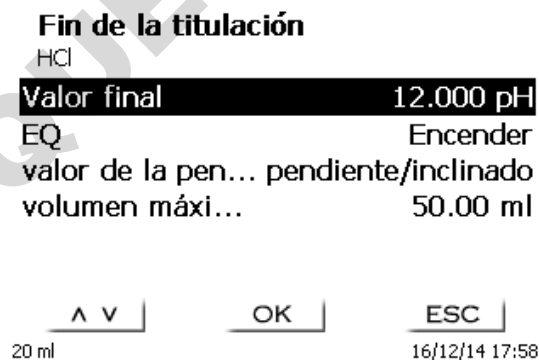 Fin de la titulación
HCl
Valor final 12.000 pH
EQ Encender
valor de la pen... pendiente/inclinado
volumen máxi... 50.00 ml
∧ ∨ OK ESC
20 ml 16/12/14 17:58